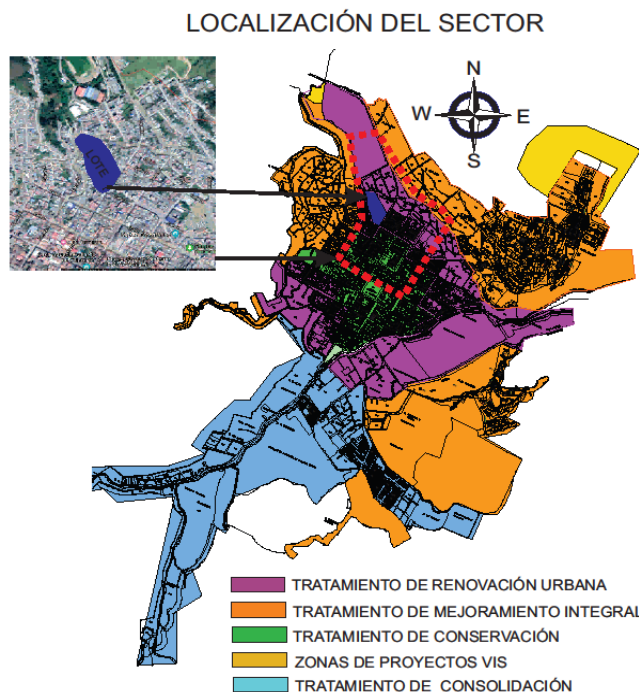 LOCALIZACIÓN DEL SECTOR
LOTE
N
W E
S
TRATAMIENTO DE RENOVACIÓN URBANA
TRATAMIENTO DE MEJORAMIENTO INTEGRAL
TRATAMIENTO DE CONSERVACIÓN
ZONAS DE PROYECTOS VIS
TRATAMIENTO DE CONSOLIDACIÓN